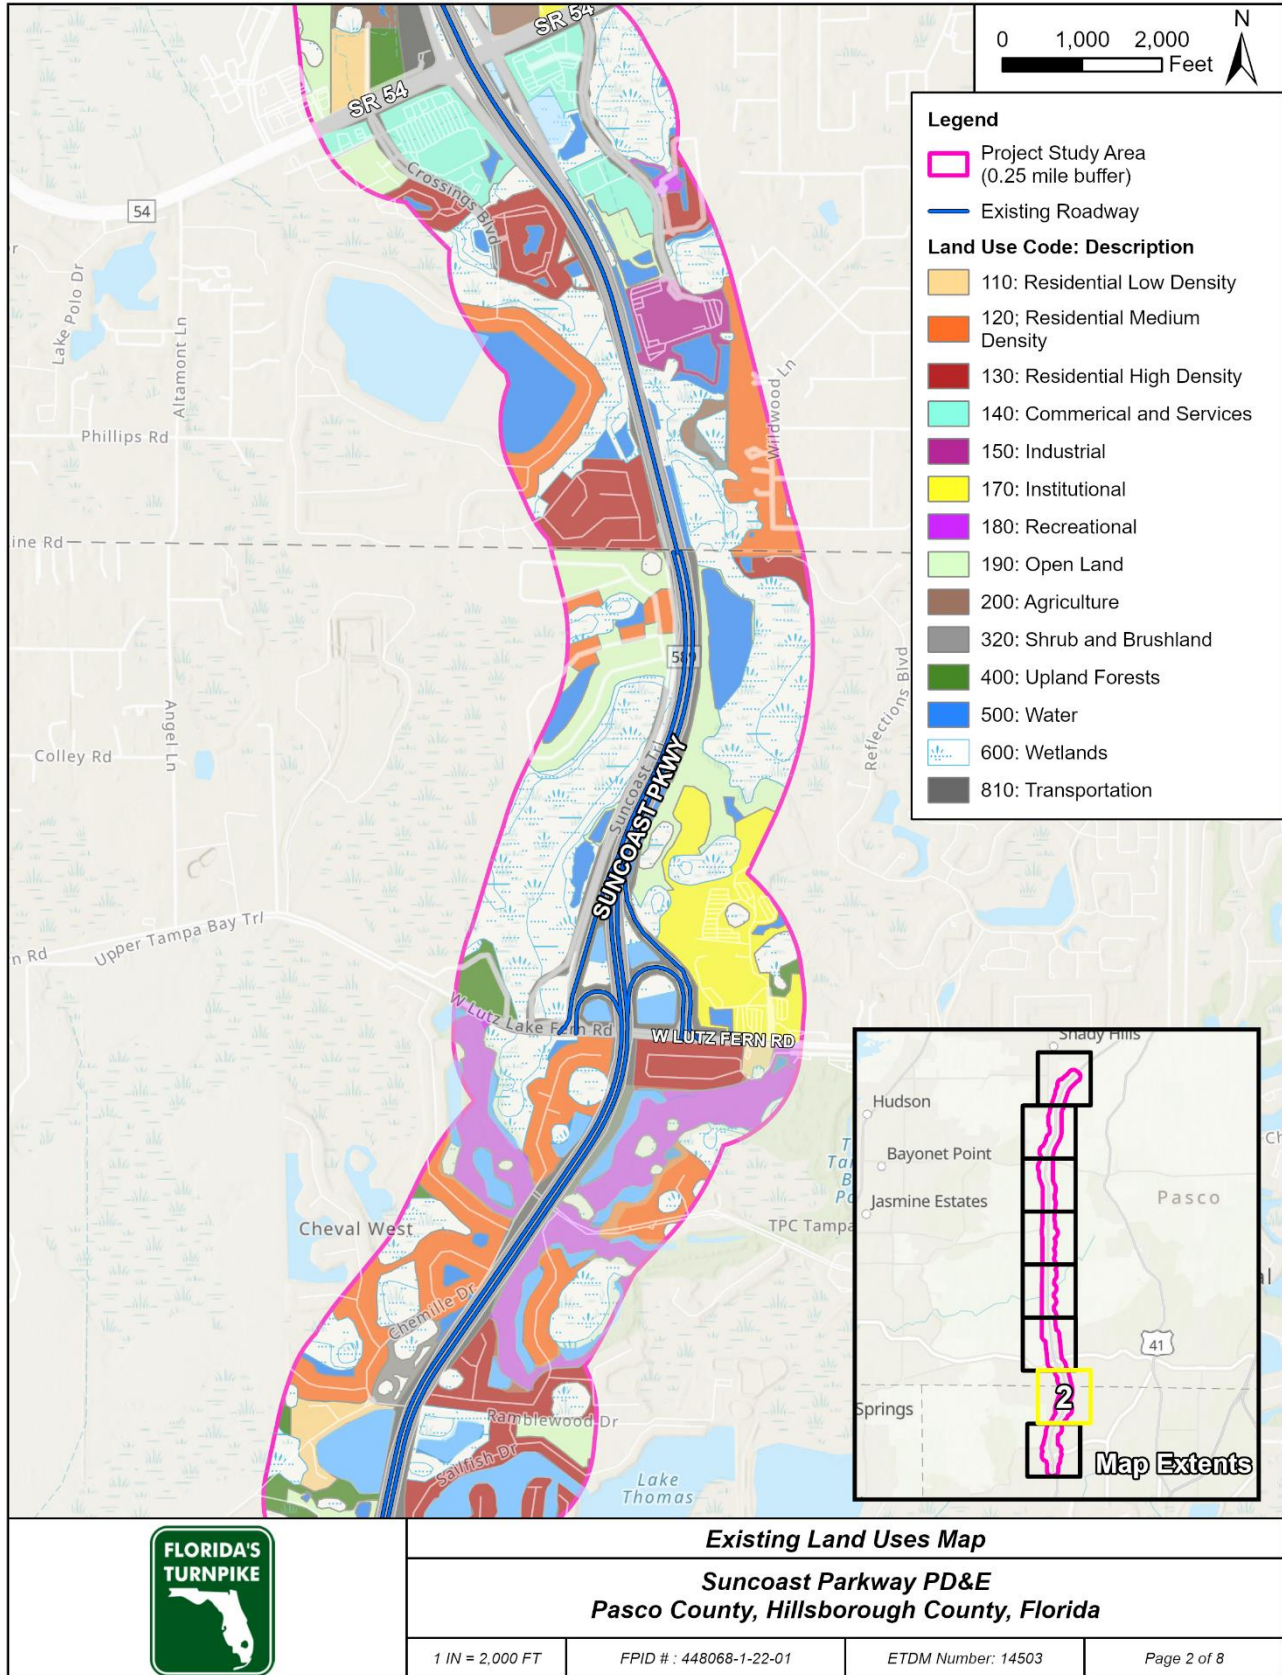 SR 54
SR 54
54
Crossings Blvd
Lake Polo Dr
Altamont Ln
Phillips Rd
Wildwood Ln
ine Rd
589
Reflections Blvd
Angel Ln
Colley Rd
Suncoast Trl
SUNCOAST PKWY
n Rd
Upper Tampa Bay Trl
W Lutz Lake Fern Rd
W LUTZ FERN RD
Cheval West
TPC Tampa
Chemille Dr
Ramblewood Dr
Sailfish Dr
Lake
Thomas
N
0 1,000 2,000
Feet
Legend
Project Study Area
(0.25 mile buffer)
Existing Roadway
Land Use Code: Description
110: Residential Low Density
120; Residential Medium
Density
130: Residential High Density
140: Commerical and Services
150: Industrial
170: Institutional
180: Recreational
190: Open Land
200: Agriculture
320: Shrub and Brushland
400: Upland Forests
500: Water
600: Wetlands
810: Transportation
Shady Hills
Hudson
Bayonet Point
Jasmine Estates
Pasco
41
Springs
2
Map Extents
FLORIDA'S
TURNPIKE
Existing Land Uses Map
Suncoast Parkway PD&E
Pasco County, Hillsborough County, Florida
1 IN = 2,000 FT
FPID # : 448068-1-22-01
ETDM Number: 14503
Page 2 of 8